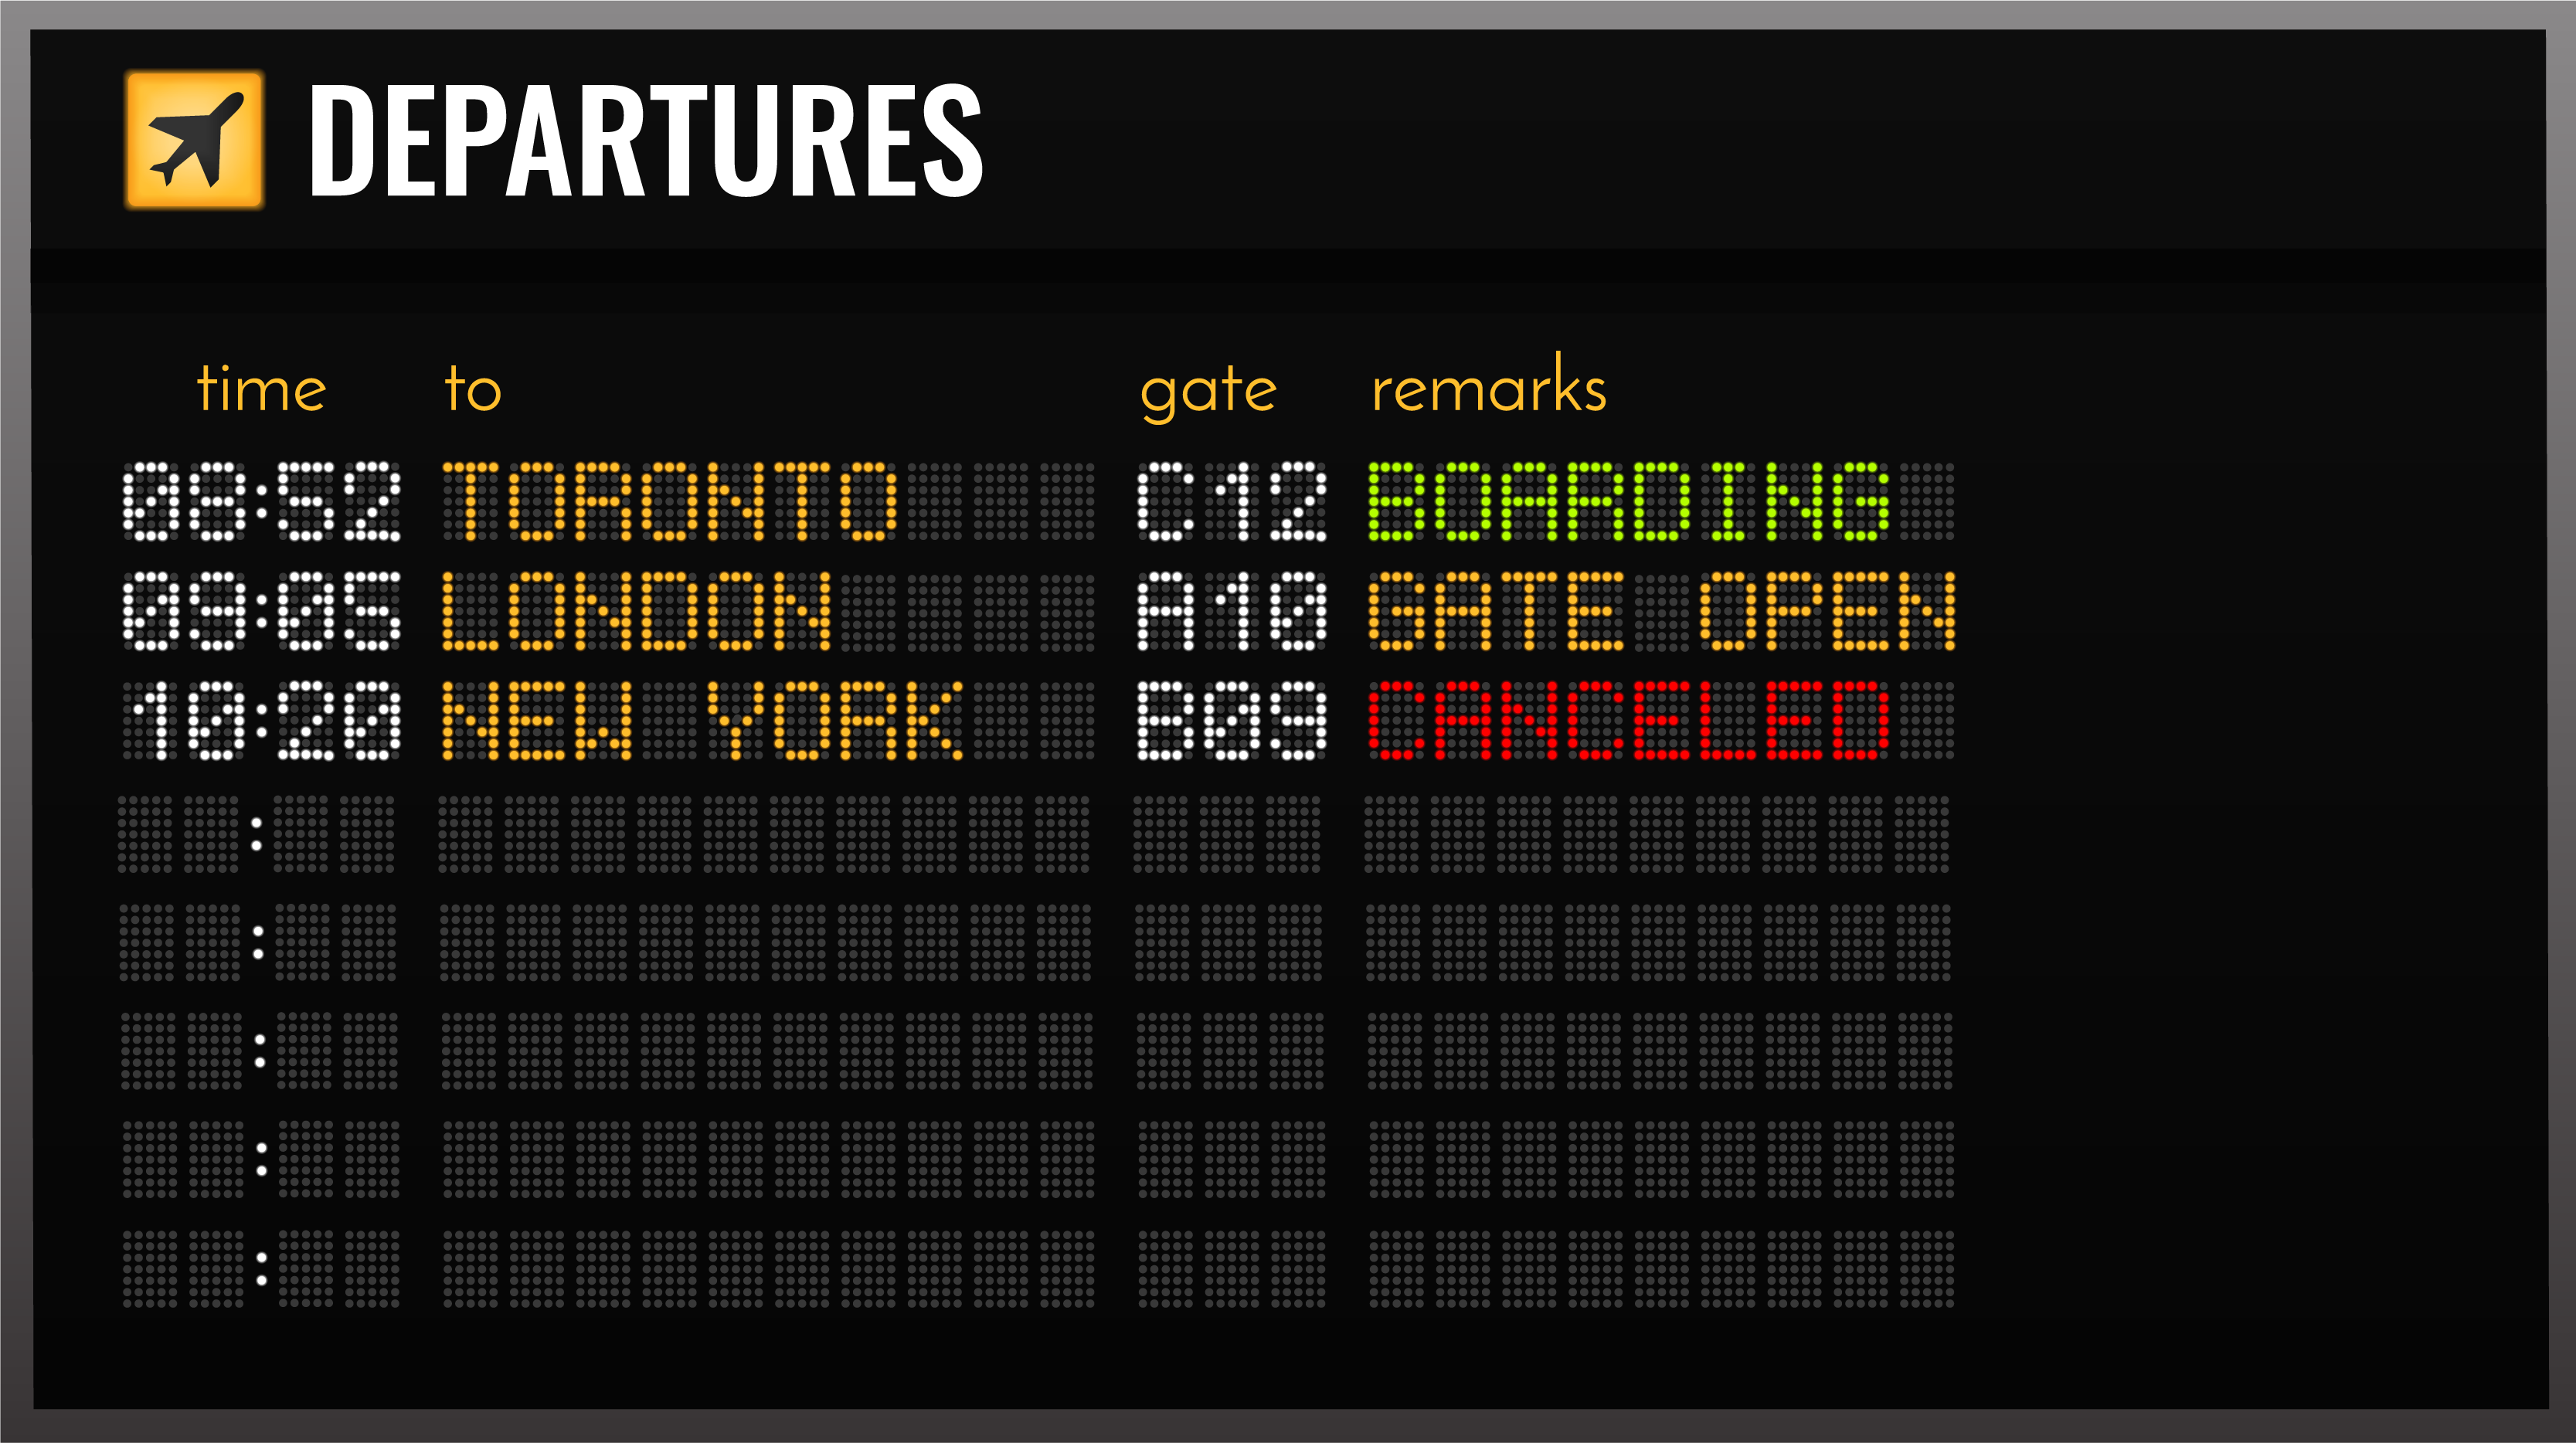 DEPARTURES
time to gate remarks
08:52 TORONTO C12 BOARDING
09:05 LONDON A10 GATE OPEN
10:20 NEW YORK B09 CANCELED
:
:
:
:
: